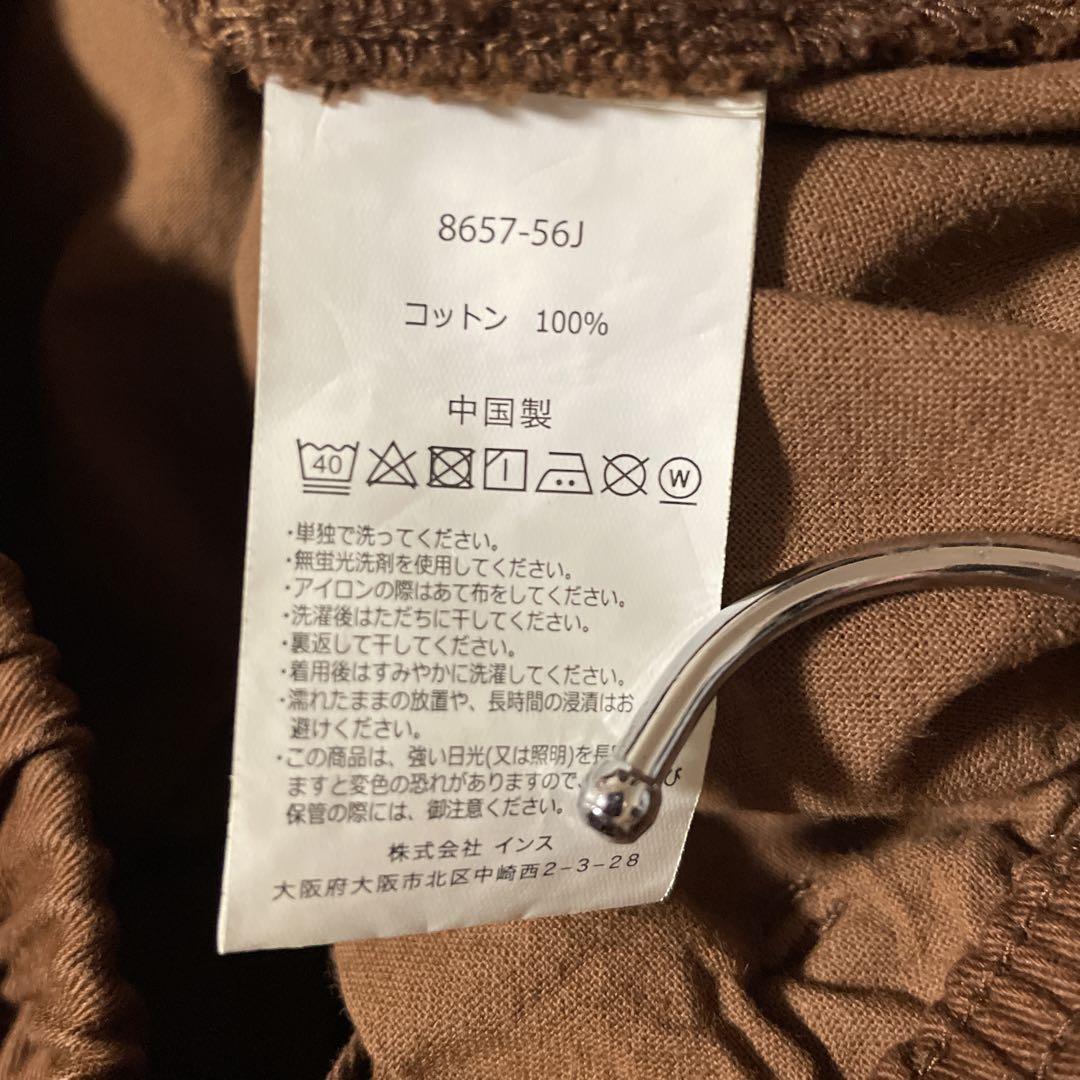 8657-56J
コットン 100%
中国製
40
W
・単独で洗ってください。
・無蛍光洗剤を使用してください。
・アイロンの際はあて布をしてください。
・洗濯後はただちに干してください。
・裏返して干してください。
・着用後はすみやかに洗濯してください。
・濡れたままの放置や、長時間の浸漬はお
避けください。
・この商品は、強い日光(又は照明)を長
ますと変色の恐れがありますので、 び
保管の際には、御注意ください。
株式会社 インス
大阪府大阪市北区中崎西2-3-28